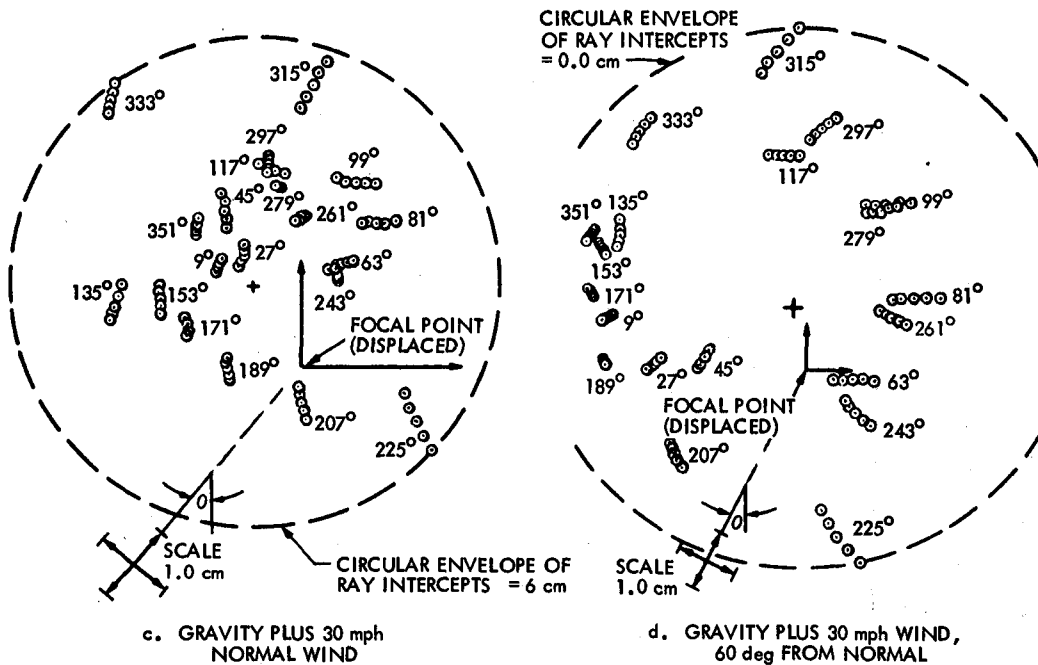 315°
333°
297°
117°
99°
45°
279°
261°
81°
351°
9°
27°
63°
243°
135°
153°
171°
FOCAL POINT
(DISPLACED)
189°
207°
225°
0
SCALE
1.0 cm
CIRCULAR ENVELOPE OF
RAY INTERCEPTS = 6 cm
c. GRAVITY PLUS 30 mph
NORMAL WIND
CIRCULAR ENVELOPE
OF RAY INTERCEPTS
= 0.0 cm
315°
333°
297°
117°
351°
135°
99°
279°
153°
171°
9°
81°
261°
189°
27°
45°
63°
FOCAL POINT
(DISPLACED)
243°
207°
225°
0
SCALE
1.0 cm
d. GRAVITY PLUS 30 mph WIND,
60 deg FROM NORMAL